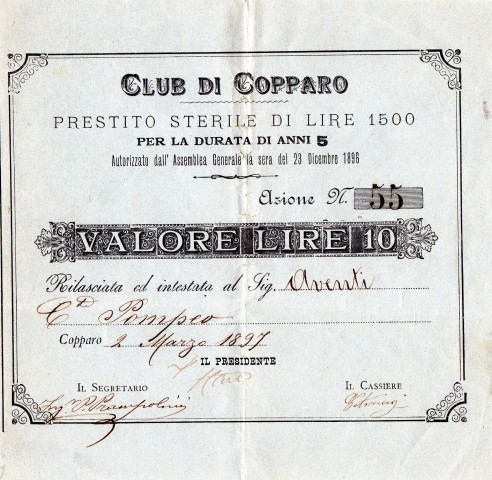 CLUB DI COPPARO
PRESTITO STERILE DI LIRE 1500
PER LA DURATA DI ANNI 5
Autorizzato dall' Assemblea Generale la sera del 23 Dicembre 1896
Azione N. 55
VALORE LIRE 10
Rilasciata ed intestata al Sig. Aventi
Cte Pompeo
Copparo 2 Marzo 1897
IL PRESIDENTE
IL SEGRETARIO IL CASSIERE
Ing V. Prampolini